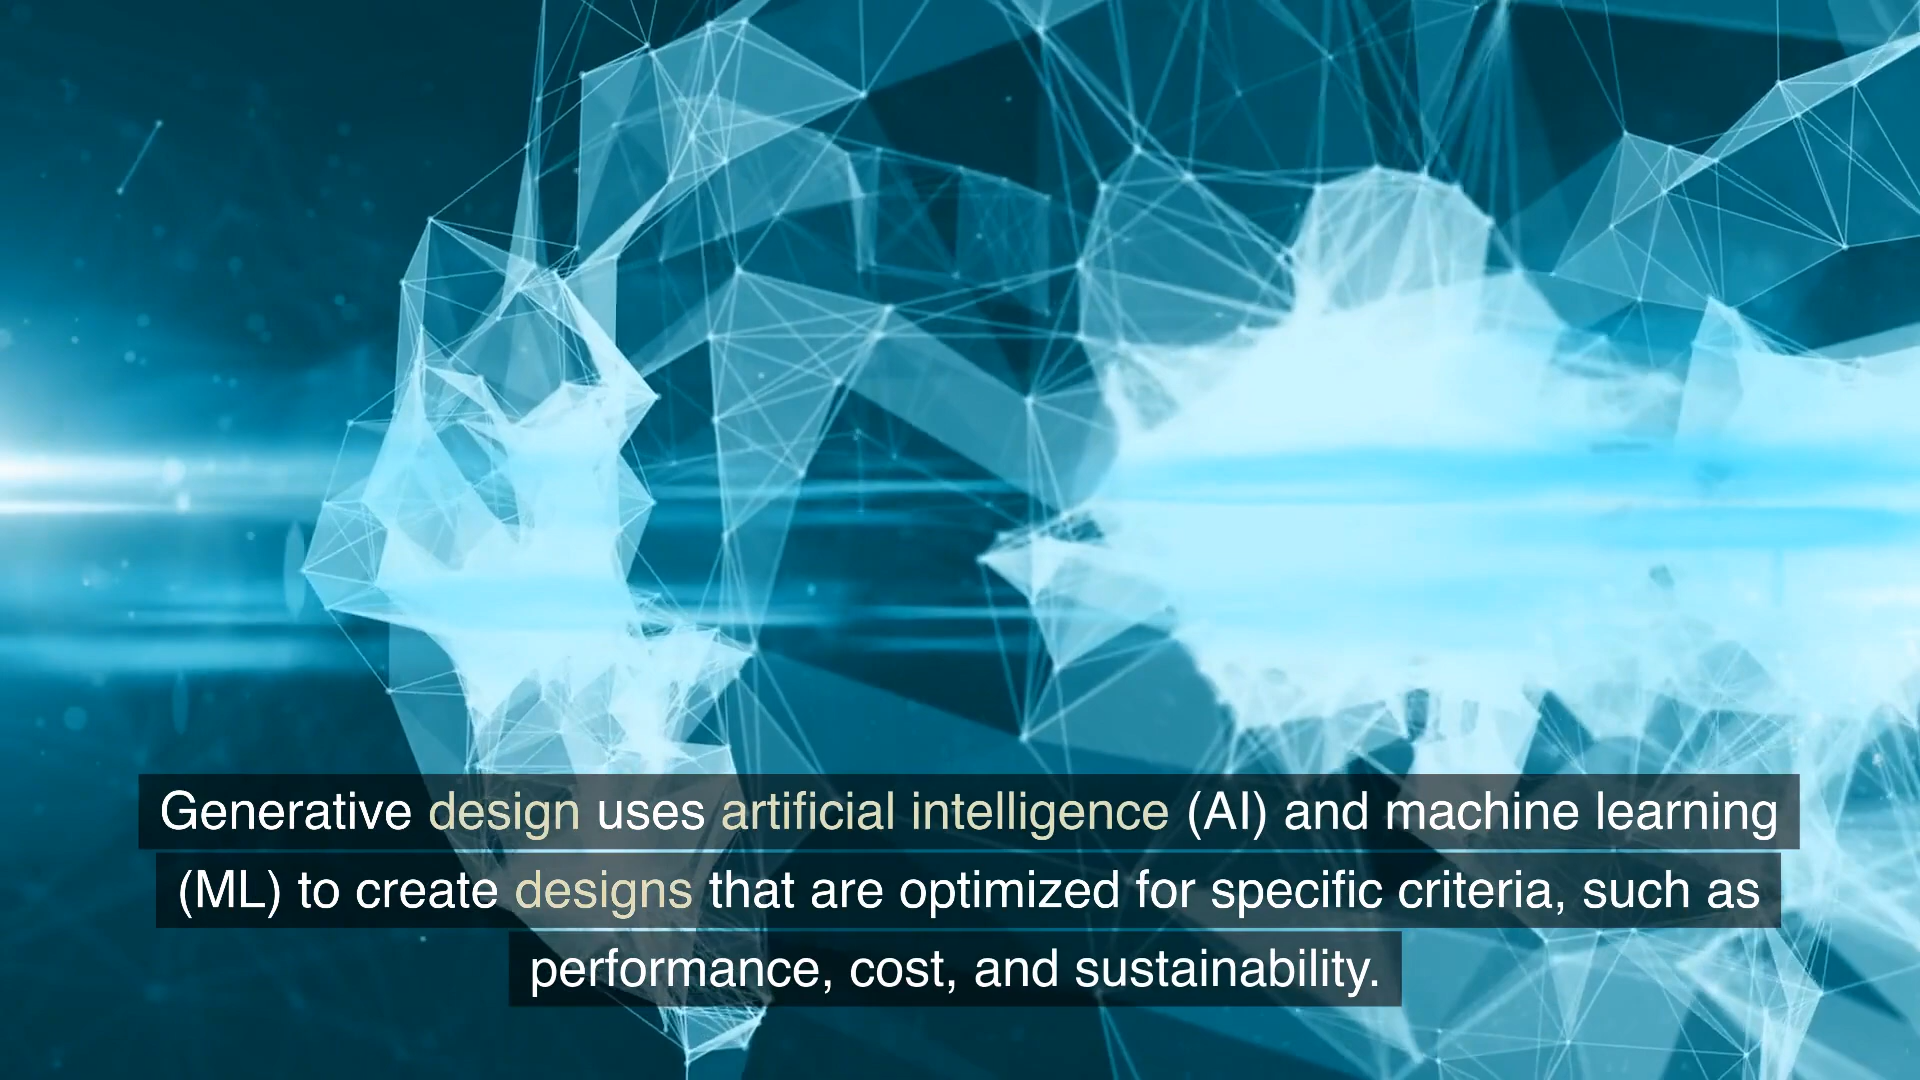 Generative design uses artificial intelligence (AI) and machine learning
(ML) to create designs that are optimized for specific criteria, such as
performance, cost, and sustainability.